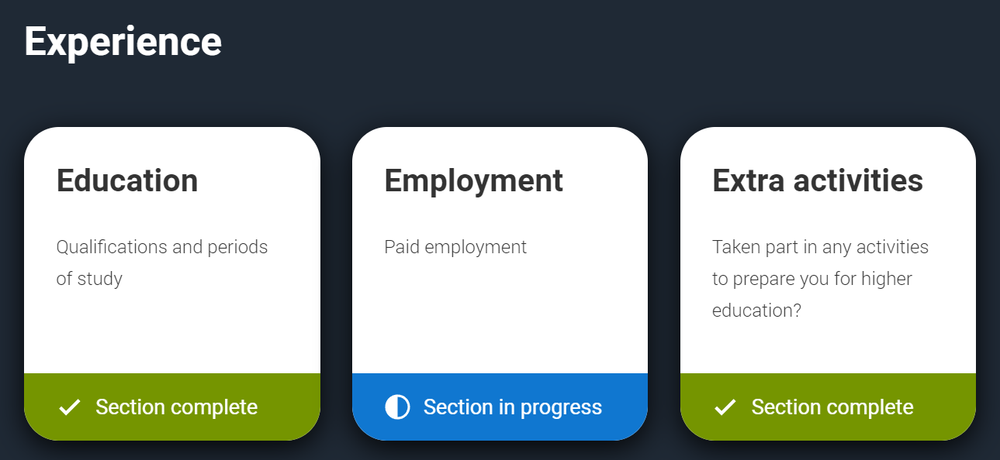 Experience
Education
Qualifications and periods
of study
Section complete
Employment
Paid employment
Section in progress
Extra activities
Taken part in any activities
to prepare you for higher
education?
Section complete